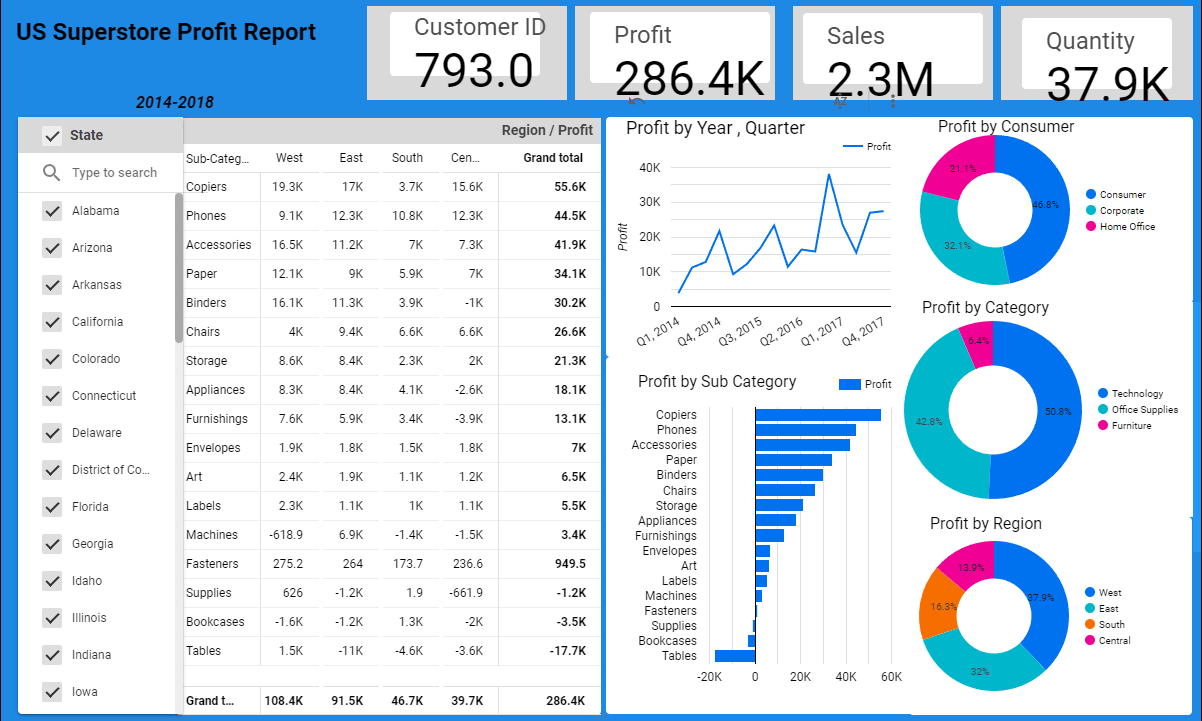 US Superstore Profit Report
2014-2018
Customer ID
793.0
Profit
286.4K
Sales
2.3M
Quantity
37.9K
AZ
State
Type to search
Alabama
Arizona
Arkansas
California
Colorado
Connecticut
Delaware
District of Co...
Florida
Georgia
Idaho
Illinois
Indiana
Iowa
Region / Profit
Sub-Categ... West East South Cen... Grand total
Copiers 19.3K 17K 3.7K 15.6K 55.6K
Phones 9.1K 12.3K 10.8K 12.3K 44.5K
Accessories 16.5K 11.2K 7K 7.3K 41.9K
Paper 12.1K 9K 5.9K 7K 34.1K
Binders 16.1K 11.3K 3.9K -1K 30.2K
Chairs 4K 9.4K 6.6K 6.6K 26.6K
Storage 8.6K 8.4K 2.3K 2K 21.3K
Appliances 8.3K 8.4K 4.1K -2.6K 18.1K
Furnishings 7.6K 5.9K 3.4K -3.9K 13.1K
Envelopes 1.9K 1.8K 1.5K 1.8K 7K
Art 2.4K 1.9K 1.1K 1.2K 6.5K
Labels 2.3K 1.1K 1K 1.1K 5.5K
Machines -618.9 6.9K -1.4K -1.5K 3.4K
Fasteners 275.2 264 173.7 236.6 949.5
Supplies 626 -1.2K 1.9 -661.9 -1.2K
Bookcases -1.6K -1.2K 1.3K -2K -3.5K
Tables 1.5K -11K -4.6K -3.6K -17.7K
Grand t... 108.4K 91.5K 46.7K 39.7K 286.4K
Profit by Year , Quarter
Profit
Profit
40K
30K
20K
10K
0
Q1, 2014 Q4, 2014 Q3, 2015 Q2, 2016 Q1, 2017 Q4, 2017
Profit by Sub Category
Profit
Copiers
Phones
Accessories
Paper
Binders
Chairs
Storage
Appliances
Furnishings
Envelopes
Art
Labels
Machines
Fasteners
Supplies
Bookcases
Tables
-20K 0 20K 40K 60K
Profit by Consumer
21.1%
46.8%
32.1%
Consumer
Corporate
Home Office
Profit by Category
6.4%
42.8%
50.8%
Technology
Office Supplies
Furniture
Profit by Region
13.9%
37.9%
16.3%
32%
West
East
South
Central